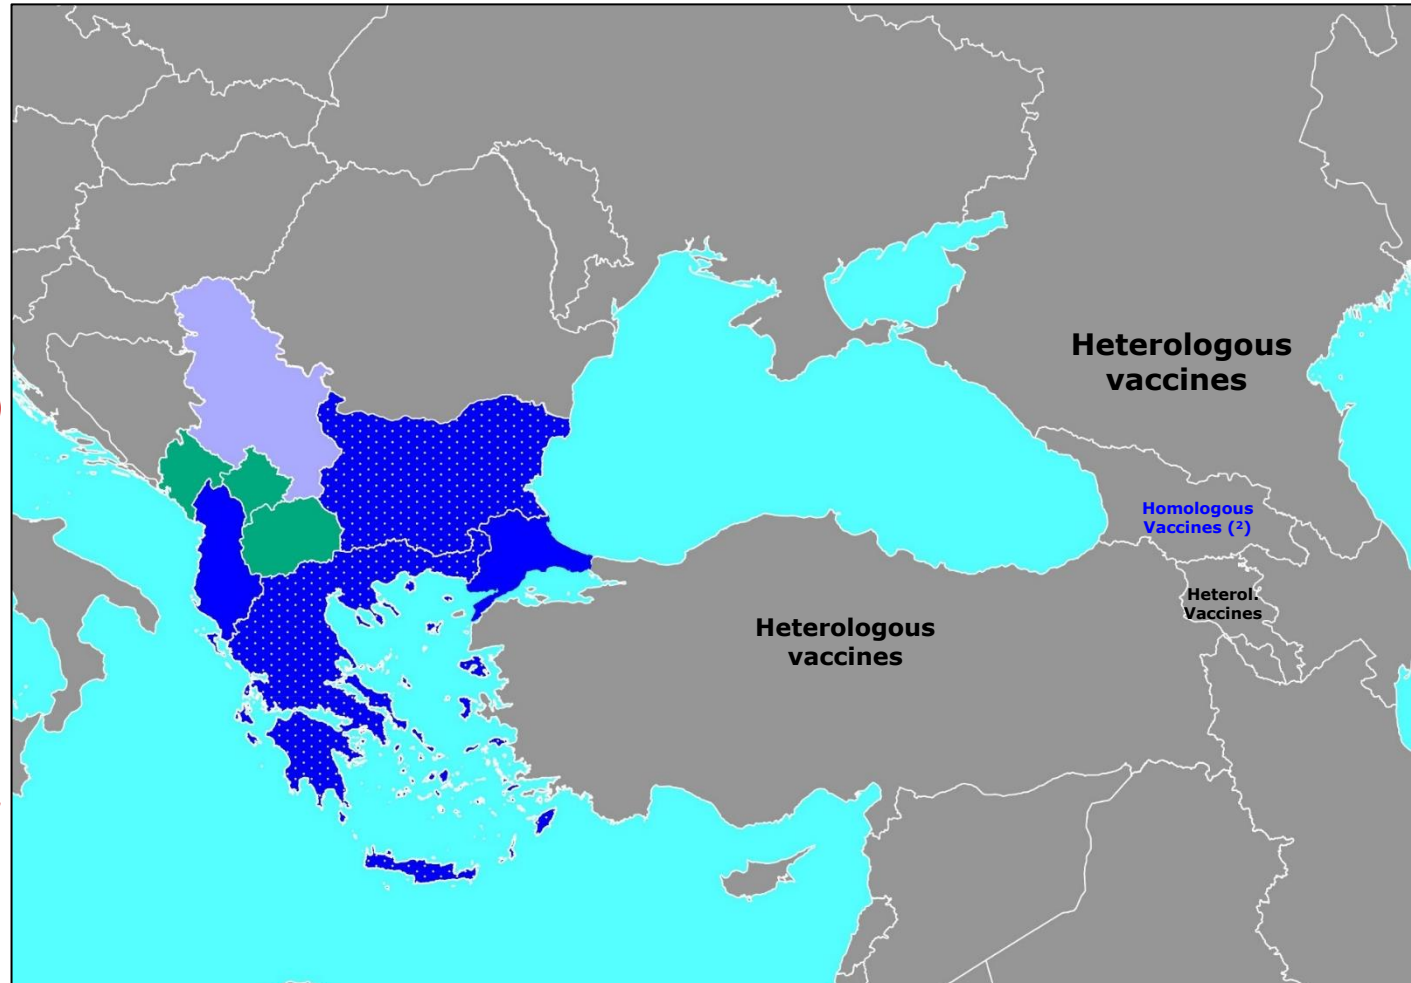 Heterologous
vaccines
Homologous
Vaccines (²)
Heterol.
Vaccines
Heterologous
vaccines